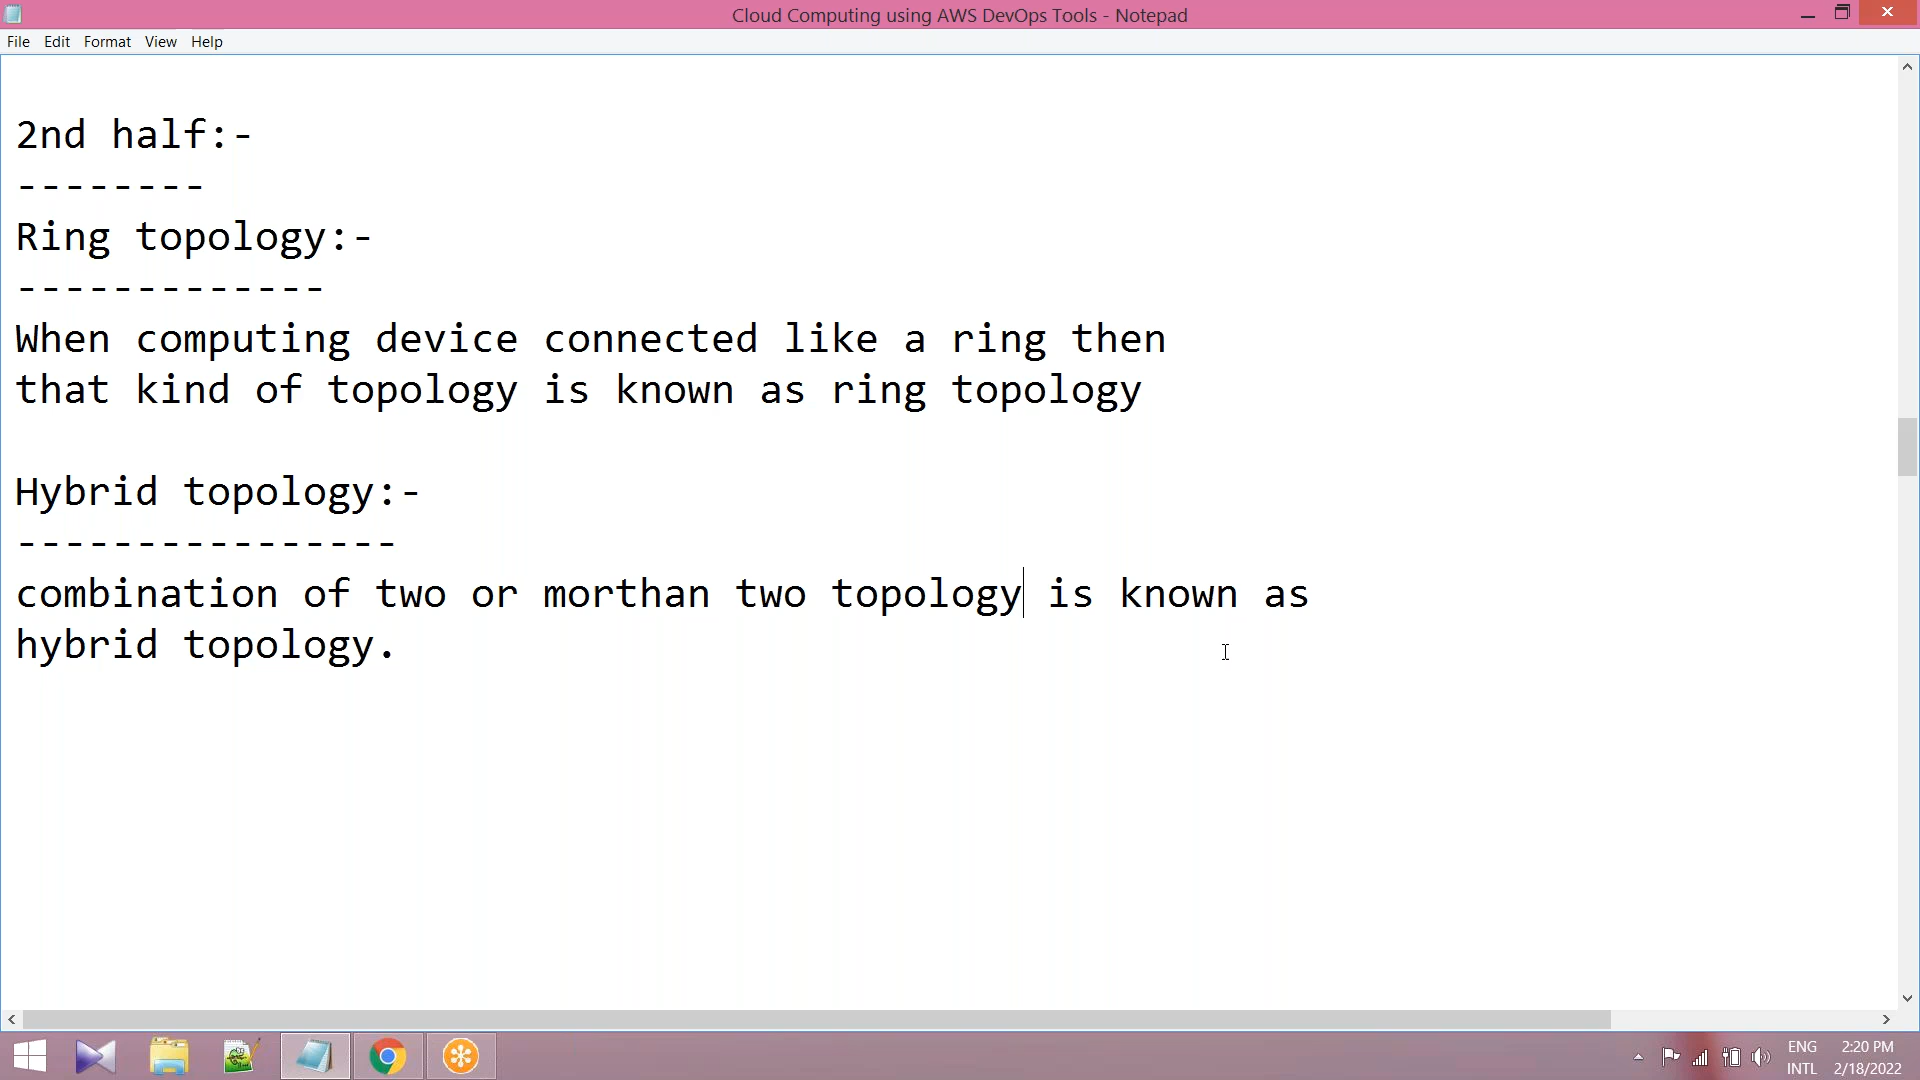 Cloud Computing using AWS DevOps Tools - Notepad
File Edit Format View Help
2nd half:-
--------
Ring topology:-
-------------
When computing device connected like a ring then
that kind of topology is known as ring topology
Hybrid topology:-
----------------
combination of two or morthan two topology is known as
hybrid topology.
ENG 2:20 PM
INTL 2/18/2022